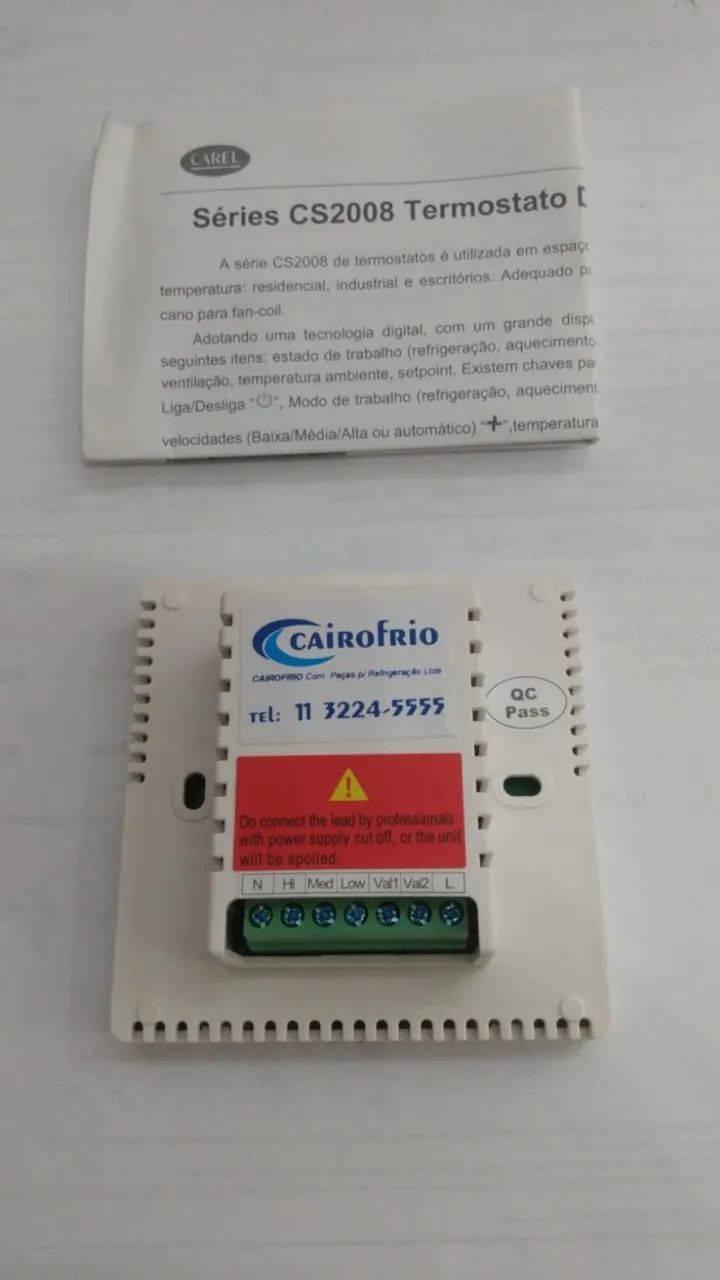 CAREL
Séries CS2008 Termostato
A série CS2008 de termostatos é utilizada em
temperatura: residencial, industrial e escritórios. Adequado
cano para fan-coil.
Adotando uma tecnologia digital, com um grande
seguintes itens: estado de trabalho (refrigeração,
ventilação, temperatura ambiente, setpoint. Existem chaves
Liga/Desliga "⏻", Modo de trabalho (refrigeração,
velocidades (Baixa/Média/Alta ou automático) "✚",temperatura
CAIROFRIO
CAIROFRIO Com. Peças p/ Refrigeração Ltda
TEL: 11 3224-5555
QC
Pass
Do connect the lead by professionals
with power supply cut off, or the unit
will be spoiled.
N Hi Med Low Val1 Val2 L